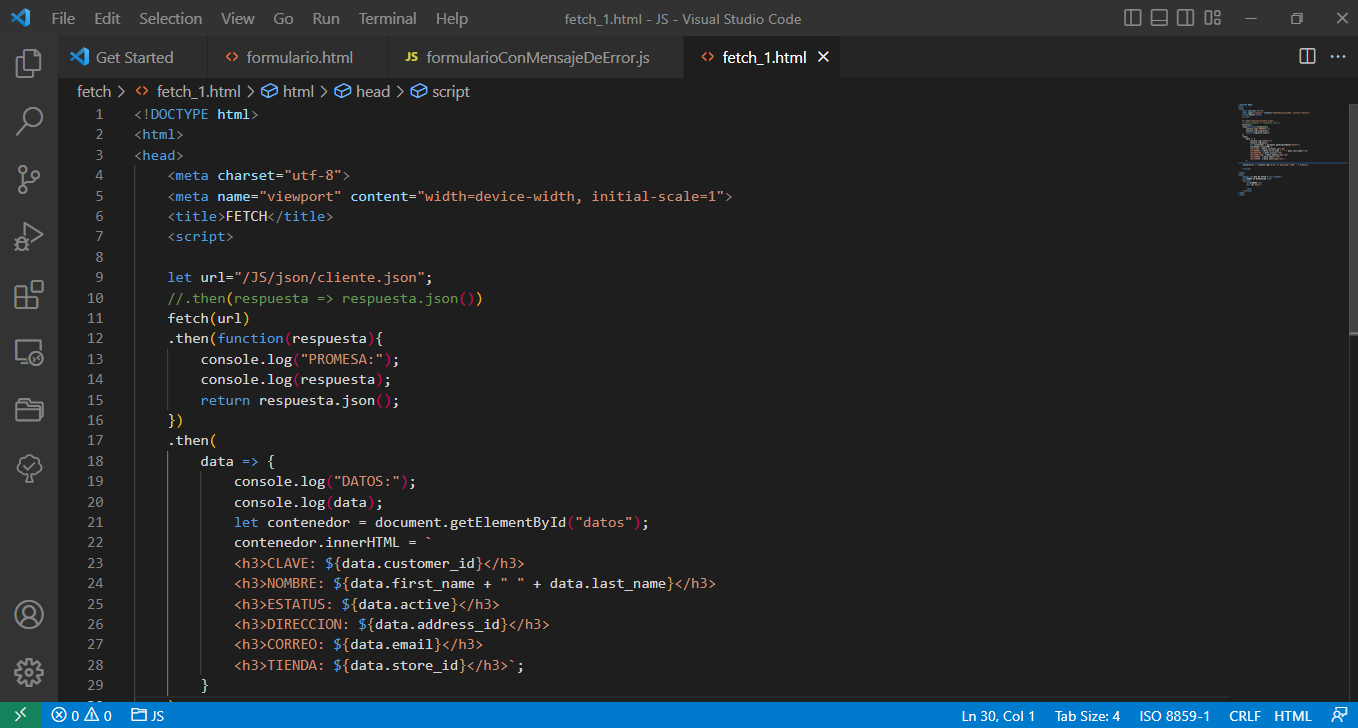 File Edit Selection View Go Run Terminal Help fetch_1.html - JS - Visual Studio Code
Get Started <> formulario.html JS formularioConMensajeDeError.js <> fetch_1.html
fetch > <> fetch_1.html > html > head > script
1 <!DOCTYPE html>
2 <html>
3 <head>
4 <meta charset="utf-8">
5 <meta name="viewport" content="width=device-width, initial-scale=1">
6 <title>FETCH</title>
7 <script>
8
9 let url="/JS/json/cliente.json";
10 //.then(respuesta => respuesta.json())
11 fetch(url)
12 .then(function(respuesta){
13 console.log("PROMESA:");
14 console.log(respuesta);
15 return respuesta.json();
16 })
17 .then(
18 data => {
19 console.log("DATOS:");
20 console.log(data);
21 let contenedor = document.getElementById("datos");
22 contenedor.innerHTML = `
23 <h3>CLAVE: ${data.customer_id}</h3>
24 <h3>NOMBRE: ${data.first_name + " " + data.last_name}</h3>
25 <h3>ESTATUS: ${data.active}</h3>
26 <h3>DIRECCION: ${data.address_id}</h3>
27 <h3>CORREO: ${data.email}</h3>
28 <h3>TIENDA: ${data.store_id}</h3>`;
29 }
0 0 JS Ln 30, Col 1 Tab Size: 4 ISO 8859-1 CRLF HTML